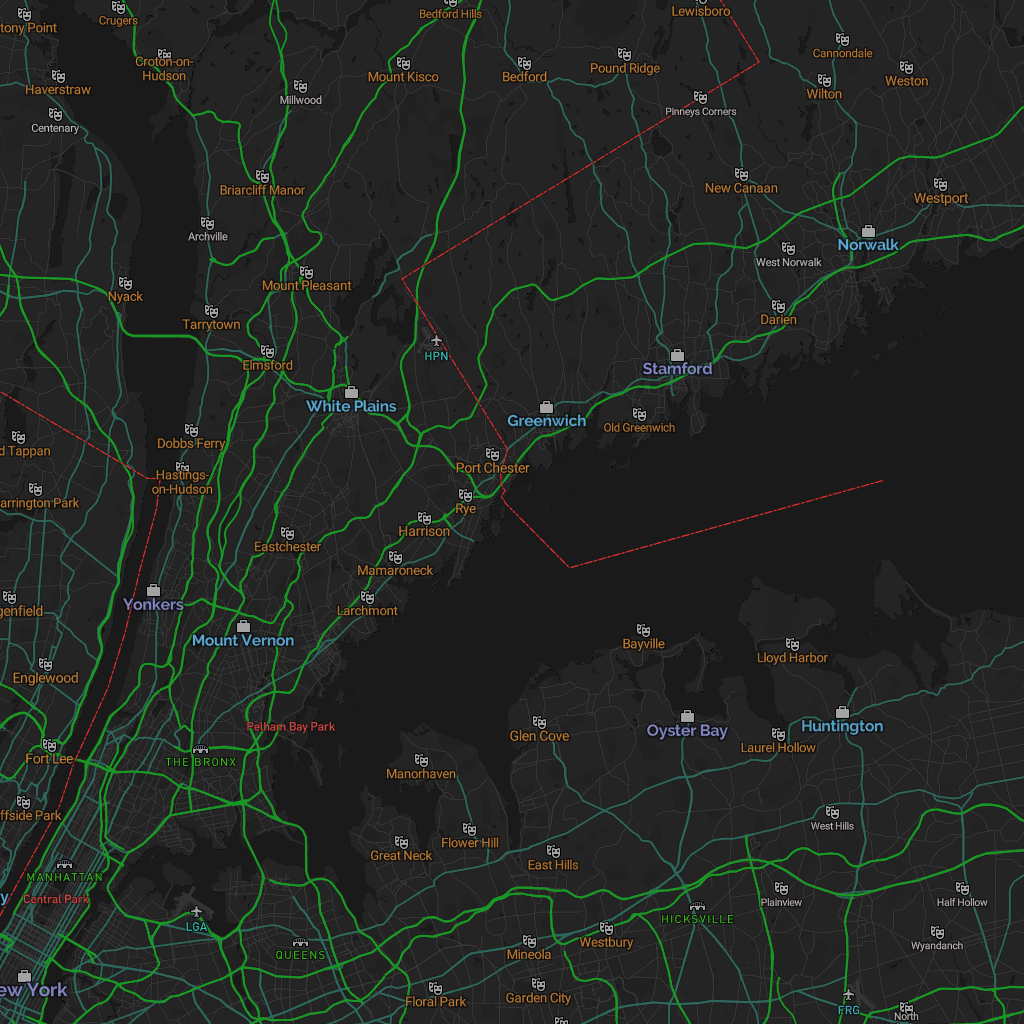 Crugers
Bedford Hills
Lewisboro
tony Point
Cannondale
Croton-on-
Hudson
Mount Kisco
Bedford
Pound Ridge
Weston
Haverstraw
Wilton
Millwood
Pinneys Corners
Centenary
Briarcliff Manor
New Canaan
Westport
Archville
Norwalk
West Norwalk
Mount Pleasant
Nyack
Tarrytown
Darien
HPN
Elmsford
Stamford
White Plains
Greenwich
Old Greenwich
Dobbs Ferry
d Tappan
Port Chester
Hastings-
on-Hudson
arrington Park
Rye
Harrison
Eastchester
Mamaroneck
Yonkers
genfield
Larchmont
Mount Vernon
Bayville
Lloyd Harbor
Englewood
Pelham Bay Park
Glen Cove
Oyster Bay
Huntington
Laurel Hollow
Fort Lee
THE BRONX
Manorhaven
ffside Park
West Hills
Flower Hill
Great Neck
East Hills
MANHATTAN
Central Park
y
Plainview
Half Hollow
HICKSVILLE
LGA
Westbury
Wyandanch
QUEENS
Mineola
ew York
Floral Park
Garden City
FRG
North